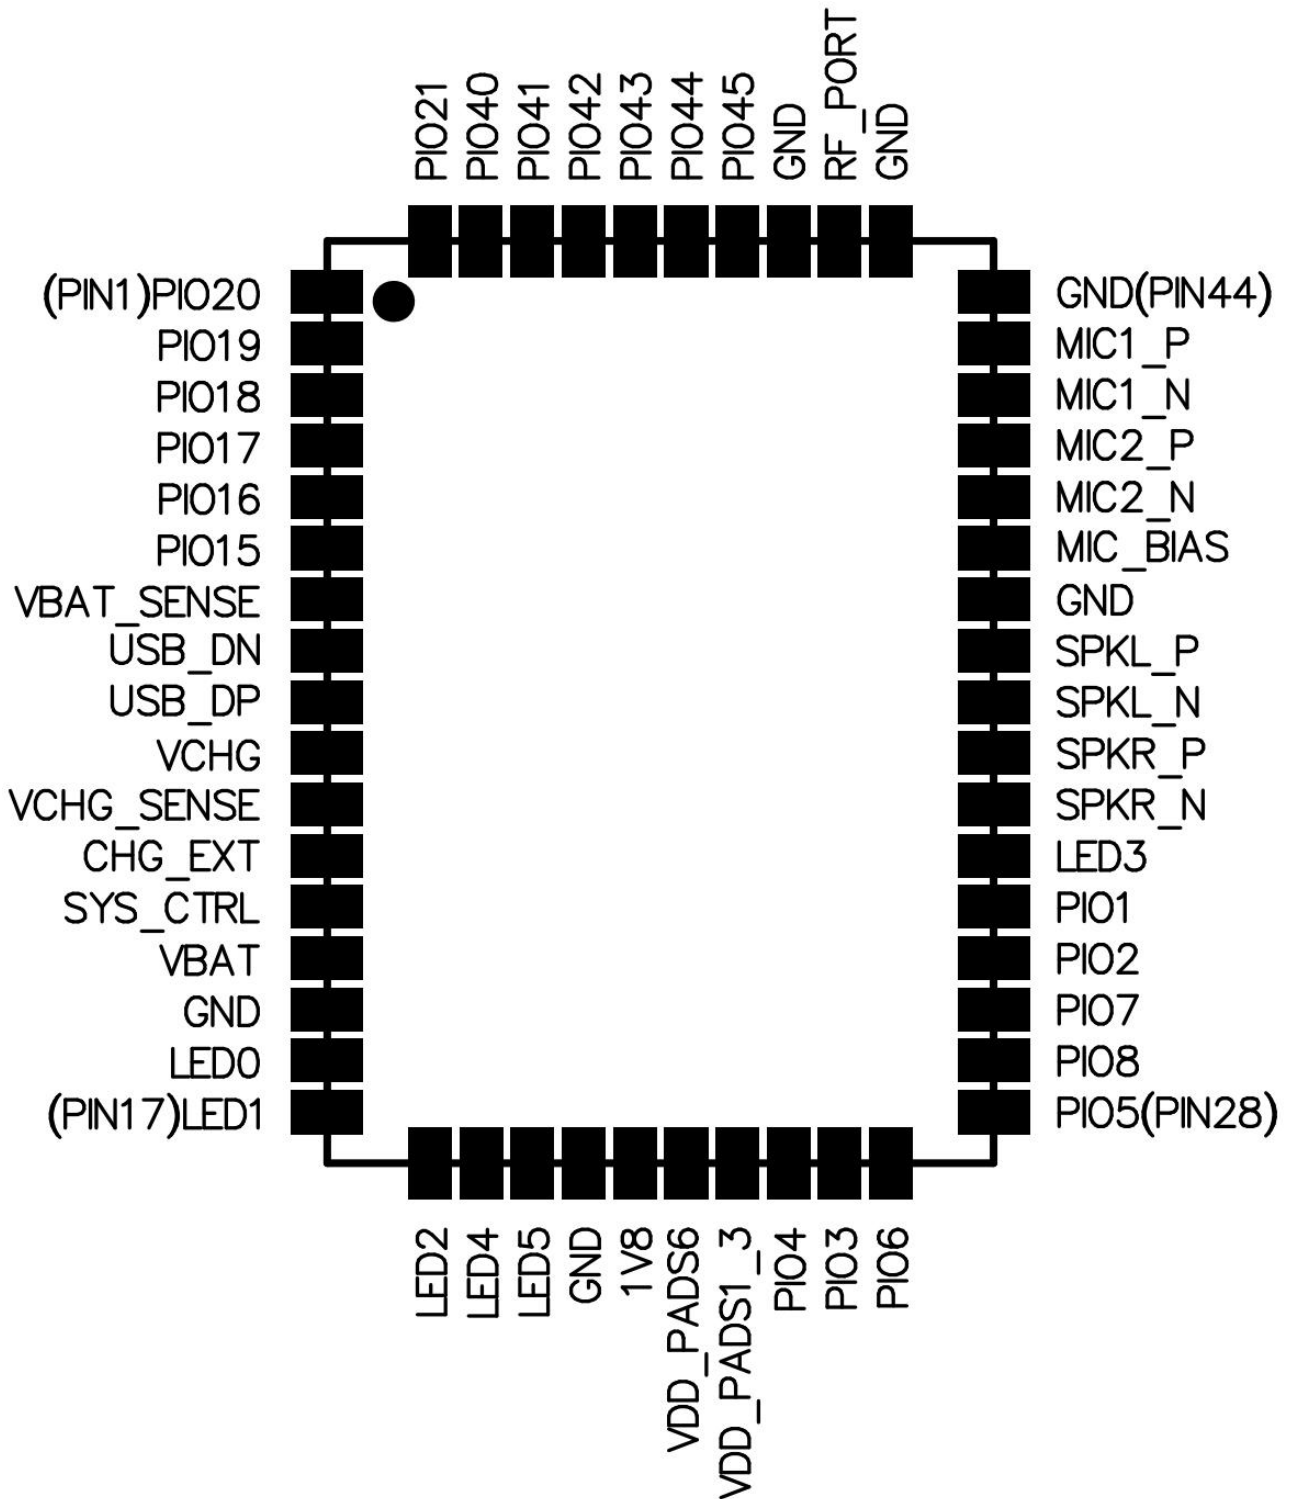 PIO21
PIO40
PIO41
PIO42
PIO43
PIO44
PIO45
GND
RF_PORT
GND
(PIN1)PIO20
PIO19
PIO18
PIO17
PIO16
PIO15
VBAT_SENSE
USB_DN
USB_DP
VCHG
VCHG_SENSE
CHG_EXT
SYS_CTRL
VBAT
GND
LED0
(PIN17)LED1
GND(PIN44)
MIC1_P
MIC1_N
MIC2_P
MIC2_N
MIC_BIAS
GND
SPKL_P
SPKL_N
SPKR_P
SPKR_N
LED3
PIO1
PIO2
PIO7
PIO8
PIO5(PIN28)
LED2
LED4
LED5
GND
1V8
VDD_PADS6
VDD_PADS1_3
PIO4
PIO3
PIO6